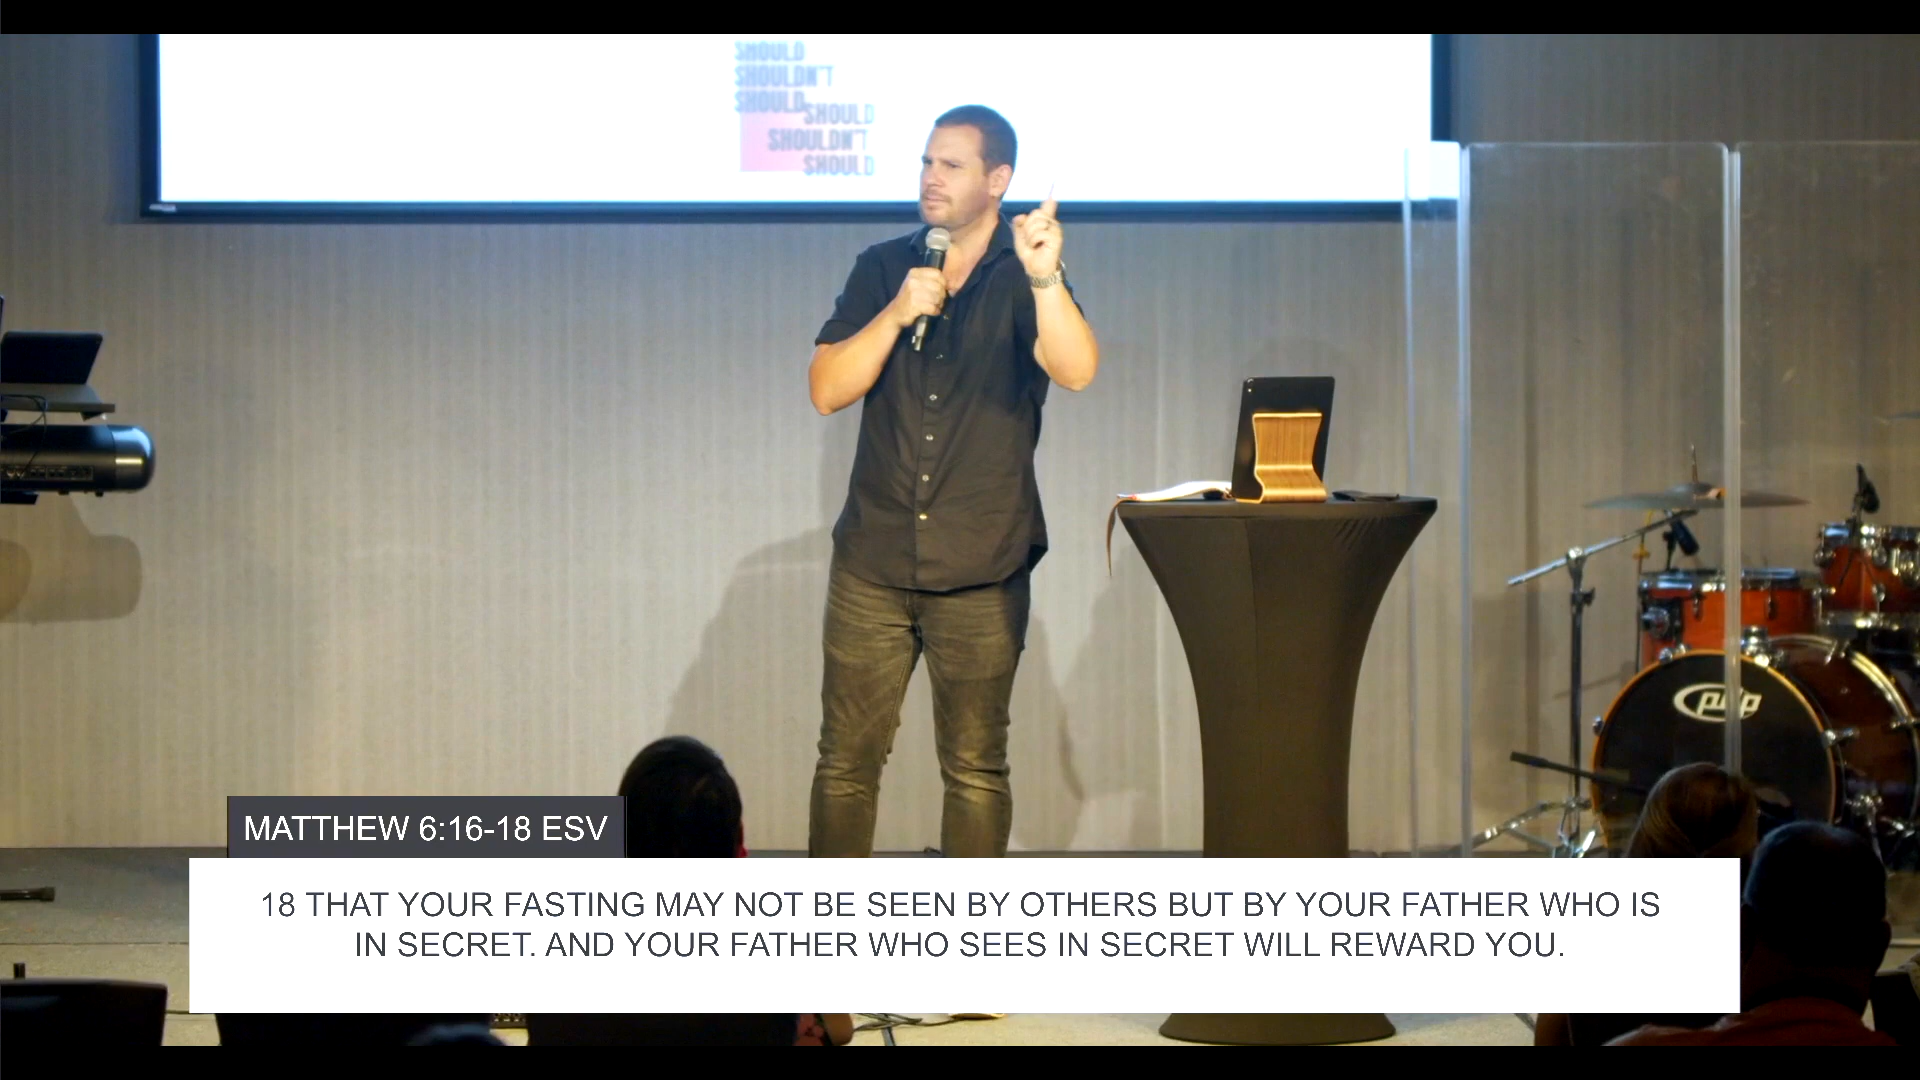 SHOULD
SHOULDN'T
SHOULD
SHOULD
SHOULDN'T
SHOULD
pdp
MATTHEW 6:16-18 ESV
18 THAT YOUR FASTING MAY NOT BE SEEN BY OTHERS BUT BY YOUR FATHER WHO IS
IN SECRET. AND YOUR FATHER WHO SEES IN SECRET WILL REWARD YOU.